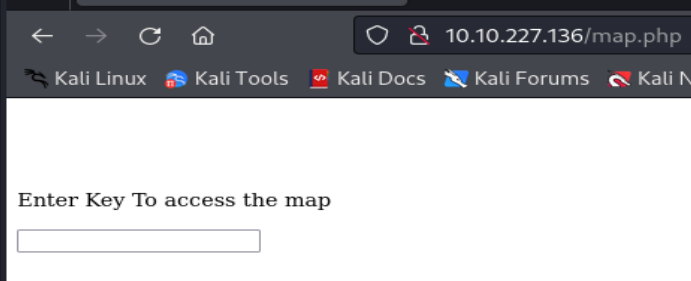 10.10.227.136/map.php
Kali Linux Kali Tools Kali Docs Kali Forums Kali
Enter Key To access the map